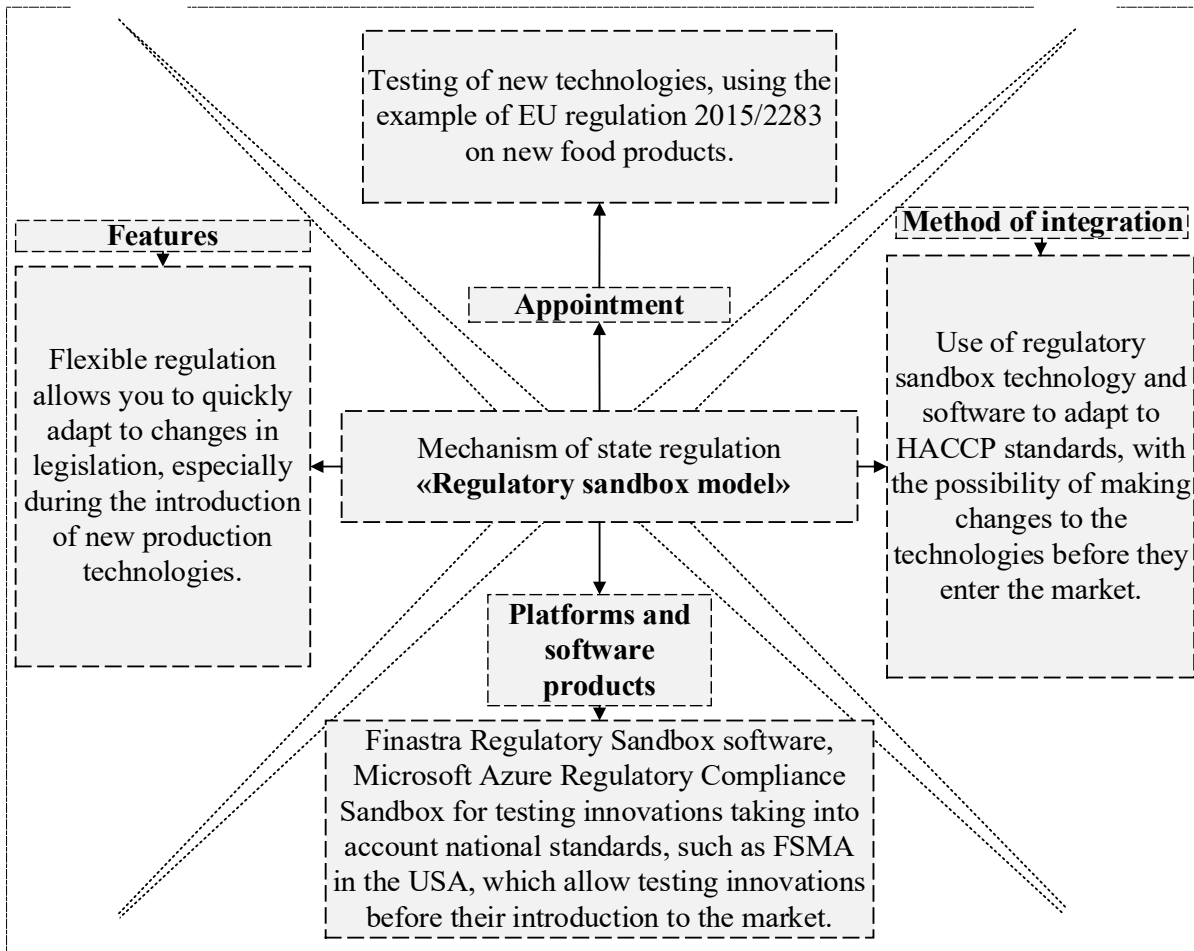 Testing of new technologies, using the
example of EU regulation 2015/2283
on new food products.
Features
Method of integration
Appointment
Flexible regulation
allows you to quickly
adapt to changes in
legislation, especially
during the introduction
of new production
technologies.
Mechanism of state regulation
«Regulatory sandbox model»
Use of regulatory
sandbox technology and
software to adapt to
HACCP standards, with
the possibility of making
changes to the
technologies before they
enter the market.
Platforms and
software
products
Finastra Regulatory Sandbox software,
Microsoft Azure Regulatory Compliance
Sandbox for testing innovations taking into
account national standards, such as FSMA
in the USA, which allow testing innovations
before their introduction to the market.